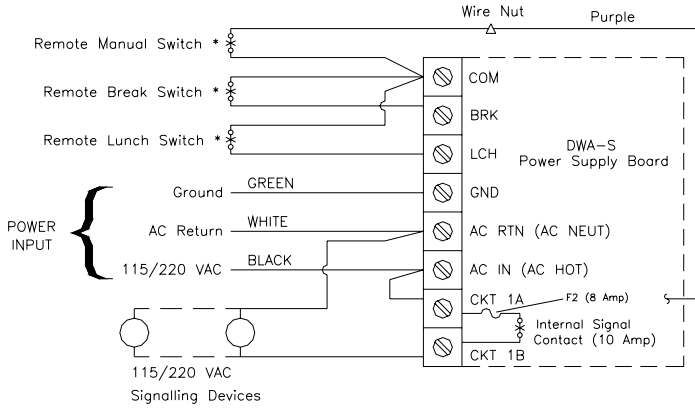 Wire Nut
Purple
Remote Manual Switch *
COM
Remote Break Switch *
BRK
Remote Lunch Switch *
LCH
DWA-S
Power Supply Board
Ground
GREEN
GND
POWER
INPUT
AC Return
WHITE
AC RTN (AC NEUT)
115/220 VAC
BLACK
AC IN (AC HOT)
CKT 1A
F2 (8 Amp)
Internal Signal
Contact (10 Amp)
CKT 1B
115/220 VAC
Signalling Devices